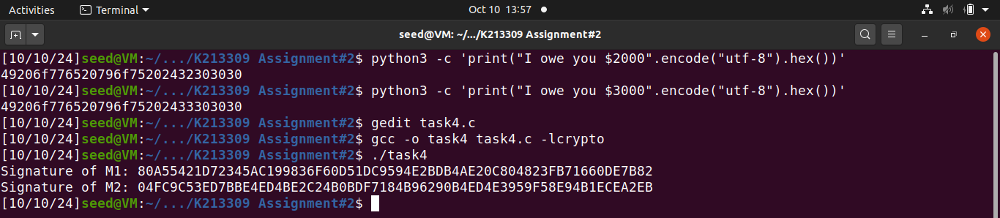 Activities Terminal Oct 10 13:57
seed@VM: ~/.../K213309 Assignment#2
[10/10/24]seed@VM:~/.../K213309 Assignment#2$ python3 -c 'print("I owe you $2000".encode("utf-8").hex())'
49206f776520796f75202432303030
[10/10/24]seed@VM:~/.../K213309 Assignment#2$ python3 -c 'print("I owe you $3000".encode("utf-8").hex())'
49206f776520796f75202433303030
[10/10/24]seed@VM:~/.../K213309 Assignment#2$ gedit task4.c
[10/10/24]seed@VM:~/.../K213309 Assignment#2$ gcc -o task4 task4.c -lcrypto
[10/10/24]seed@VM:~/.../K213309 Assignment#2$ ./task4
Signature of M1: 80A55421D72345AC199836F60D51DC9594E2BDB4AE20C804823FB71660DE7B82
Signature of M2: 04FC9C53ED7BBE4ED4BE2C24B0BDF7184B96290B4ED4E3959F58E94B1ECEA2EB
[10/10/24]seed@VM:~/.../K213309 Assignment#2$